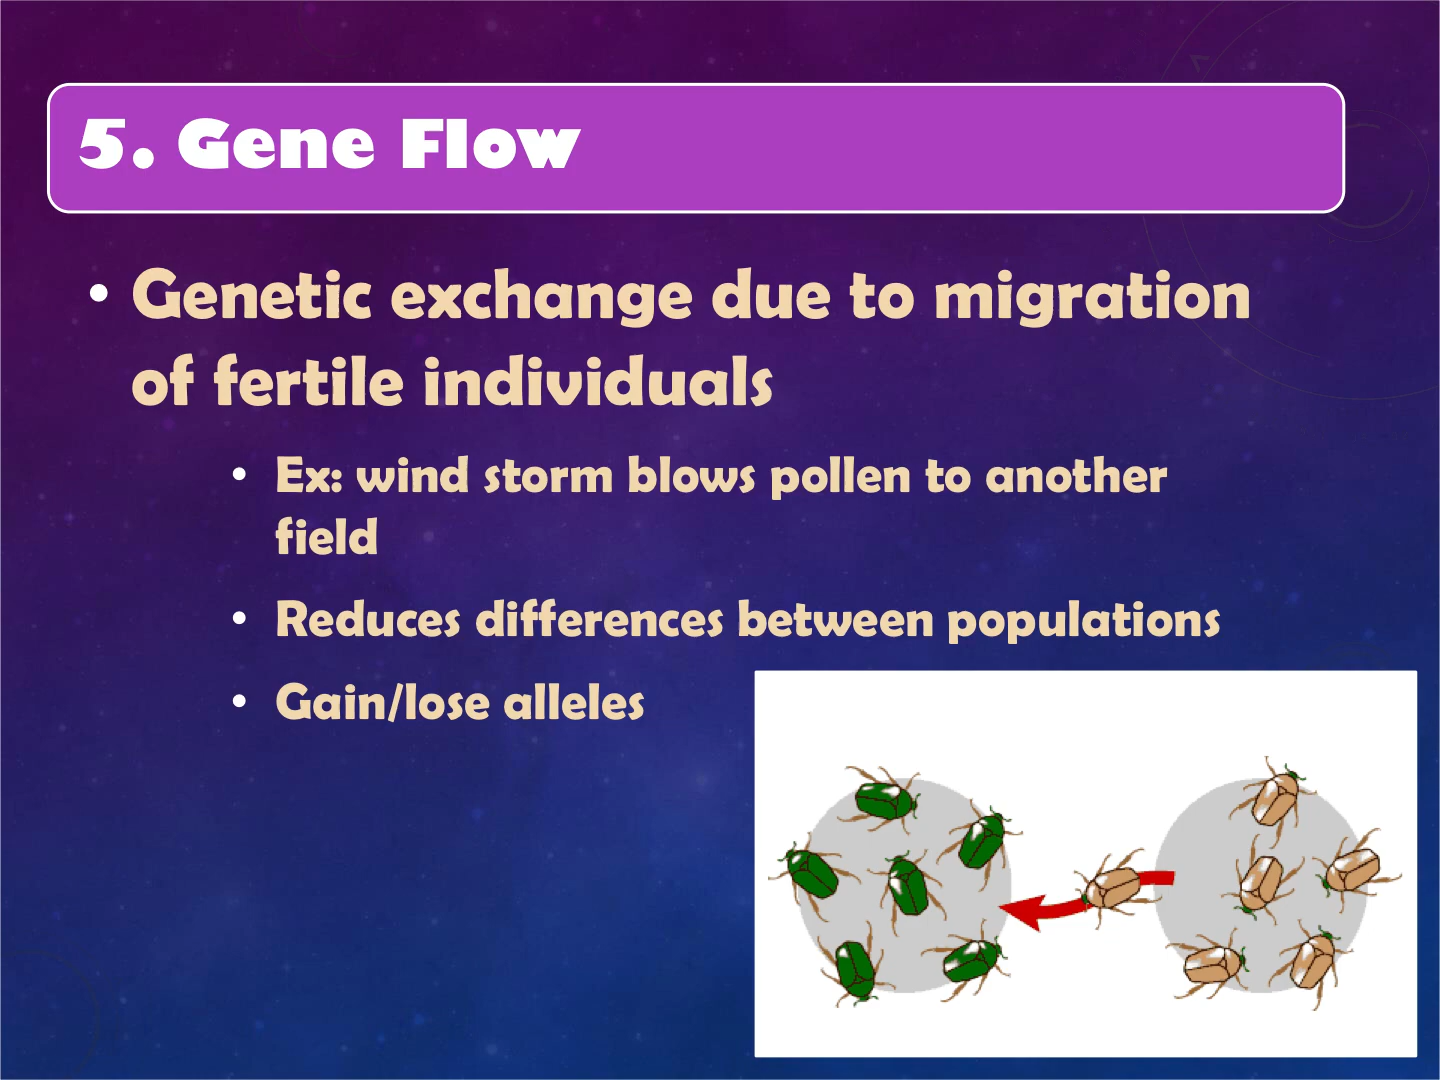 5. Gene Flow
• Genetic exchange due to migration
of fertile individuals
• Ex: wind storm blows pollen to another
field
• Reduces differences between populations
• Gain/lose alleles